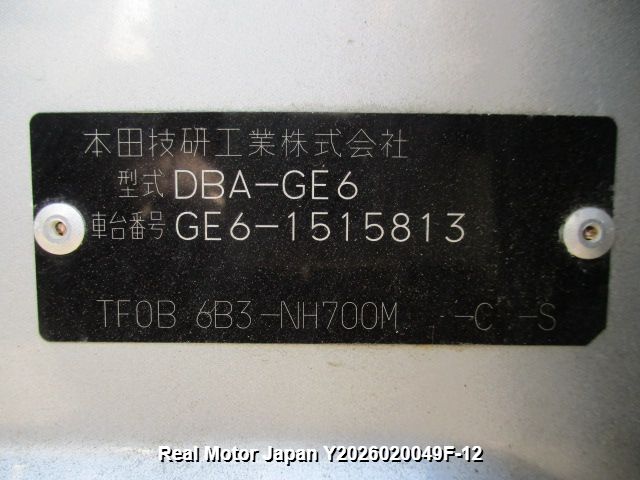 本田技研工業株式会社
型式 DBA-GE6
車台番号 GE6-1515813
TF0B 6B3-NH700M -C -S
Real Motor Japan Y2026020049F-12